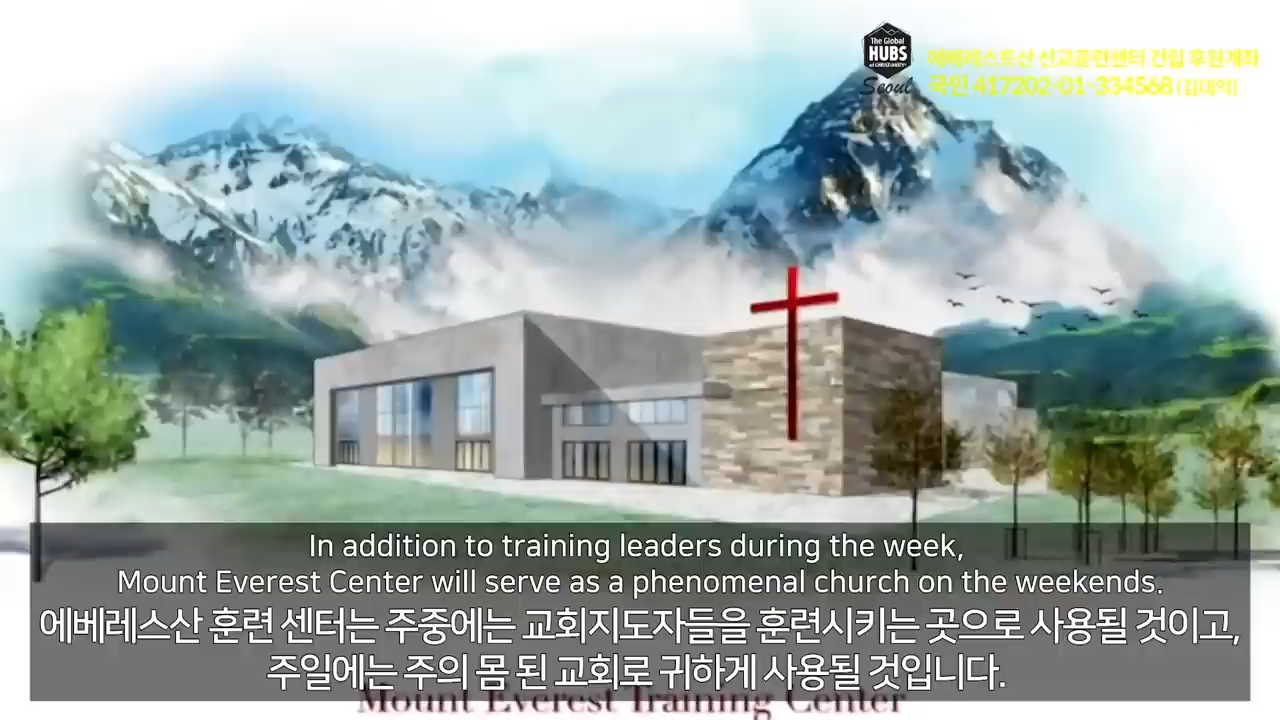 The Global
HUBS
of CHRISTIANITY
Seoul
에베레스트산 선교훈련센터 건립 후원계좌
국민 417202-01-334568 (김대혁)
In addition to training leaders during the week,
Mount Everest Center will serve as a phenomenal church on the weekends.
에베레스산 훈련 센터는 주중에는 교회지도자들을 훈련시키는 곳으로 사용될 것이고,
주일에는 주의 몸 된 교회로 귀하게 사용될 것입니다.
Mount Everest Training Center